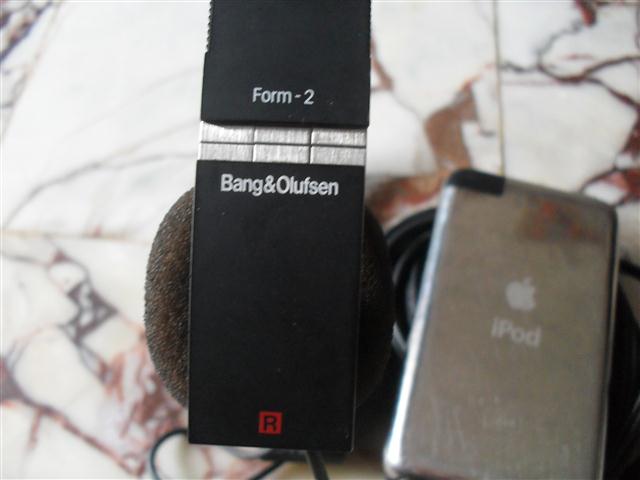 Form-2
Bang&Olufsen
R
iPod